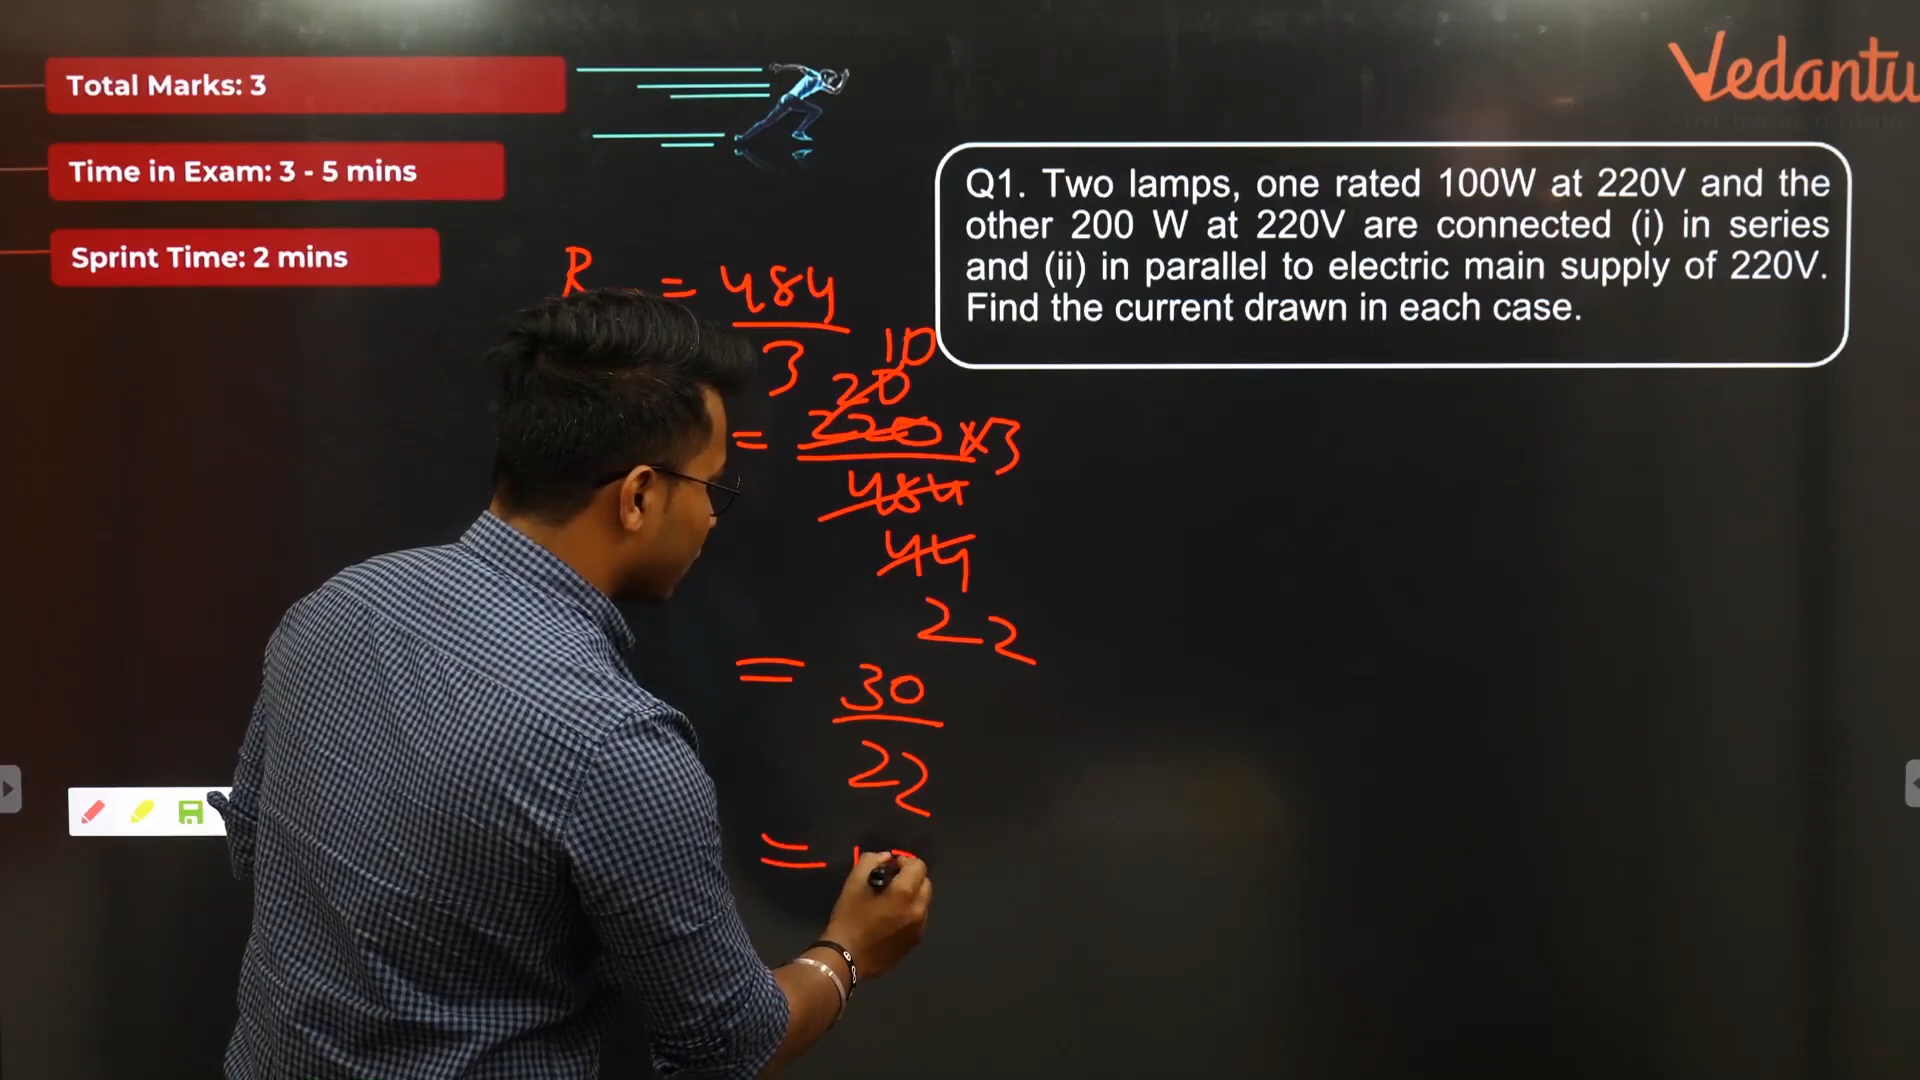 Total Marks: 3
Time in Exam: 3 - 5 mins
Sprint Time: 2 mins
Vedantu
Q1. Two lamps, one rated 100W at 220V and the
other 200 W at 220V are connected (i) in series
and (ii) in parallel to electric main supply of 220V.
Find the current drawn in each case.
R = 484
3
10
20
= 220 × 3
484
44
22
= 30
22
=